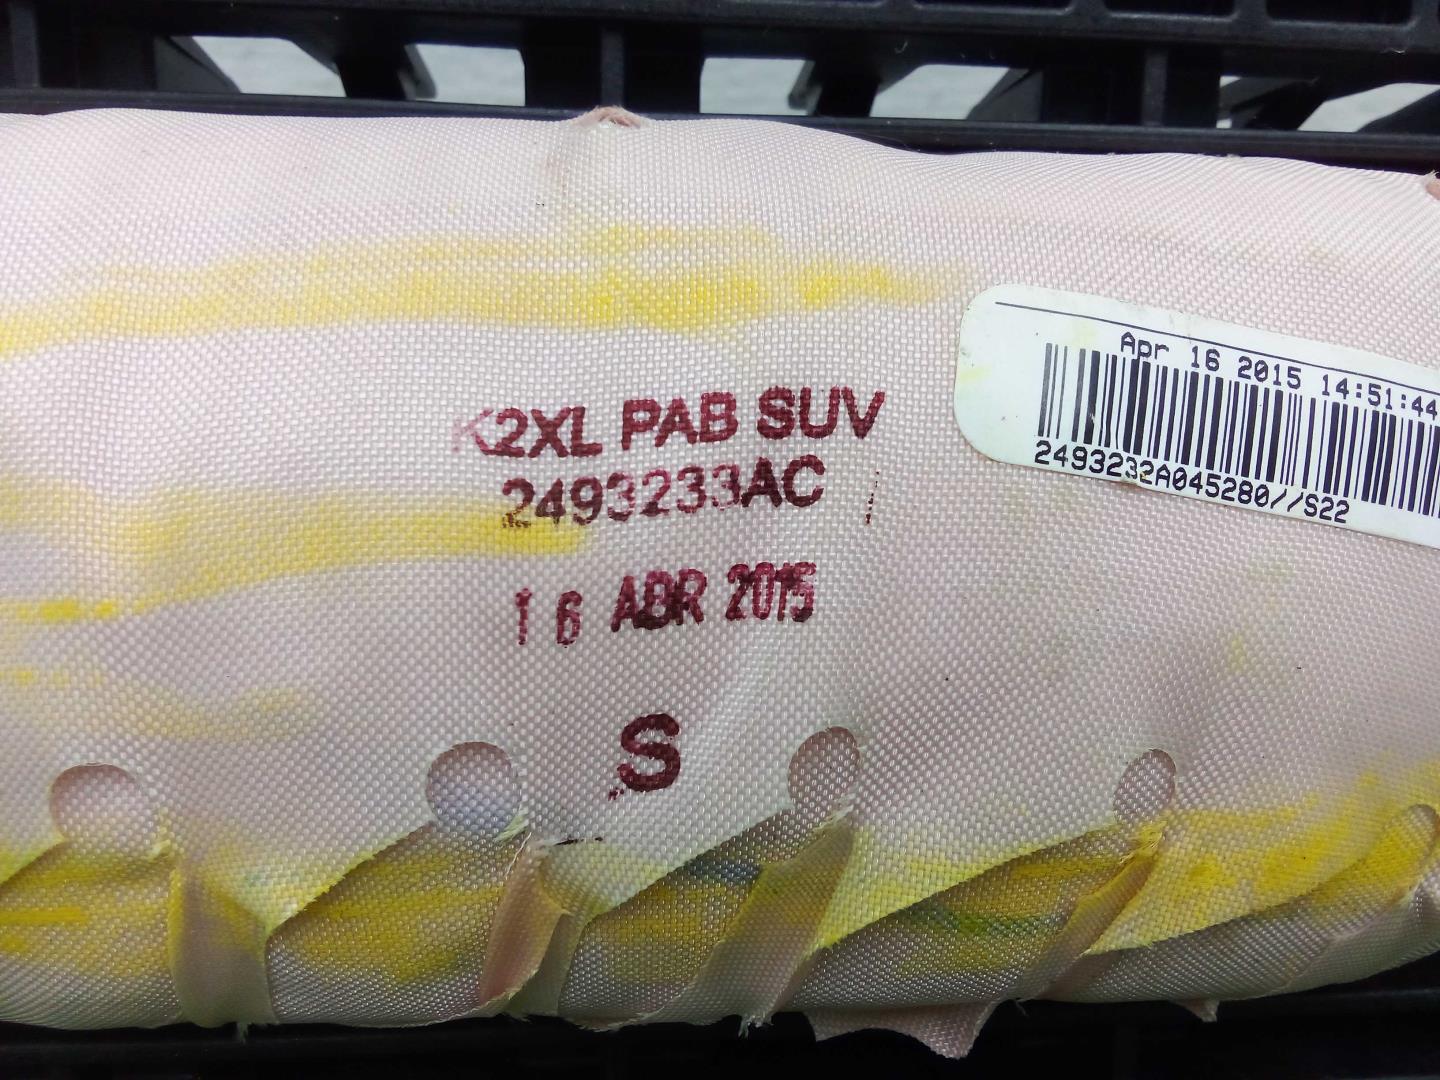 K2XL PAB SUV
2493233AC
16 ABR 2015
S
Apr 16 2015 14:51:44
2493232A045280//S22